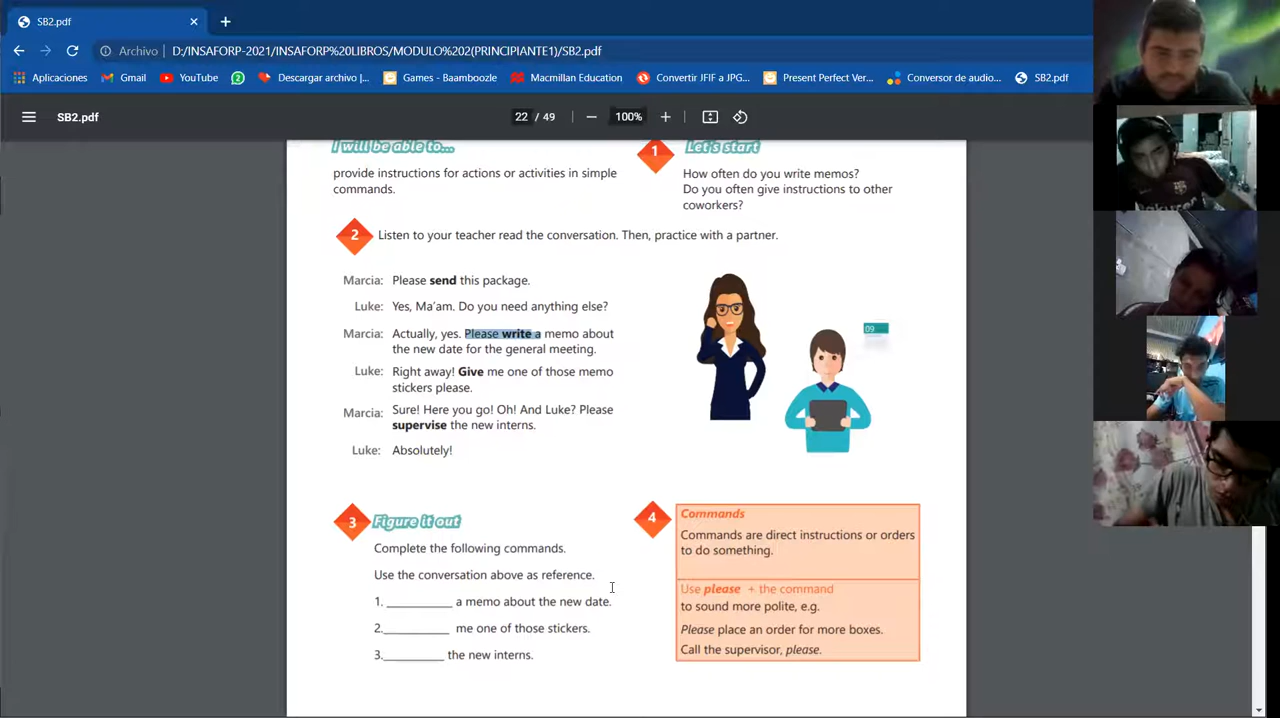 SB2.pdf
Archivo D:/INSAFORP-2021/INSAFORP%20LIBROS/MODULO%202(PRINCIPIANTE1)/SB2.pdf
Aplicaciones Gmail YouTube Descargar archivo |... Games - Baamboozle Macmillan Education Convertir JFIF a JPG... Present Perfect Ver... Conversor de audio... SB2.pdf
SB2.pdf 22 / 49 100%
I will be able to...
provide instructions for actions or activities in simple
commands.
1 Let's start
How often do you write memos?
Do you often give instructions to other
coworkers?
2 Listen to your teacher read the conversation. Then, practice with a partner.
Marcia: Please send this package.
Luke: Yes, Ma'am. Do you need anything else?
Marcia: Actually, yes. Please write a memo about
the new date for the general meeting.
Luke: Right away! Give me one of those memo
stickers please.
Marcia: Sure! Here you go! Oh! And Luke? Please
supervise the new interns.
Luke: Absolutely!
09
3 Figure it out
Complete the following commands.
Use the conversation above as reference.
1. __________ a memo about the new date.
2.__________ me one of those stickers.
3.__________ the new interns.
4 Commands
Commands are direct instructions or orders
to do something.
Use please + the command
to sound more polite, e.g.
Please place an order for more boxes.
Call the supervisor, please.